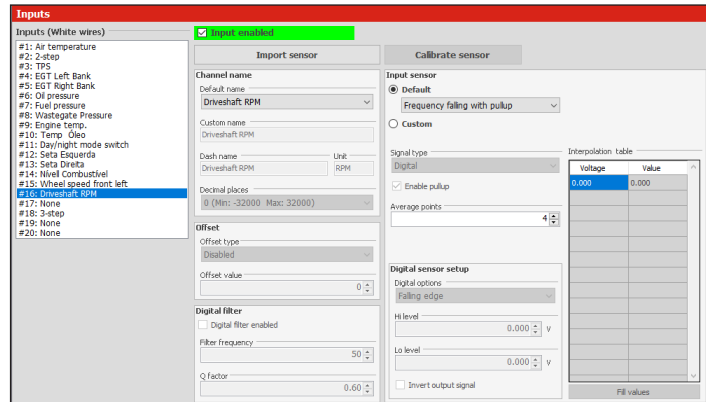 Inputs
Inputs (White wires)
#1: Air temperature
#2: 2-step
#3: TPS
#4: EGT Left Bank
#5: EGT Right Bank
#6: Oil pressure
#7: Fuel pressure
#8: Wastegate Pressure
#9: Engine temp.
#10: Temp  Óleo
#11: Day/night mode switch
#12: Seta Esquerda
#13: Seta Direita
#14: Nível Combustível
#15: Wheel speed front left
#16: Driveshaft RPM
#17: None
#18: 3-step
#19: None
#20: None
Input enabled
Import sensor
Channel name
Default name
Driveshaft RPM
Custom name
Driveshaft RPM
Dash name Unit
Driveshaft RPM RPM
Decimal places
0 (Min: -32000  Max: 32000)
Offset
Offset type
Disabled
Offset value
0
Digital filter
Digital filter enabled
Filter frequency
50
Q factor
0.60
Calibrate sensor
Input sensor
Default
Frequency falling with pullup
Custom
Signal type
Digital
Enable pullup
Average points
4
Digital sensor setup
Digital options
Falling edge
Hi level
0.000 v
Lo level
0.000 v
Invert output signal
Interpolation table
Voltage Value
0.000 0.000
Fill values